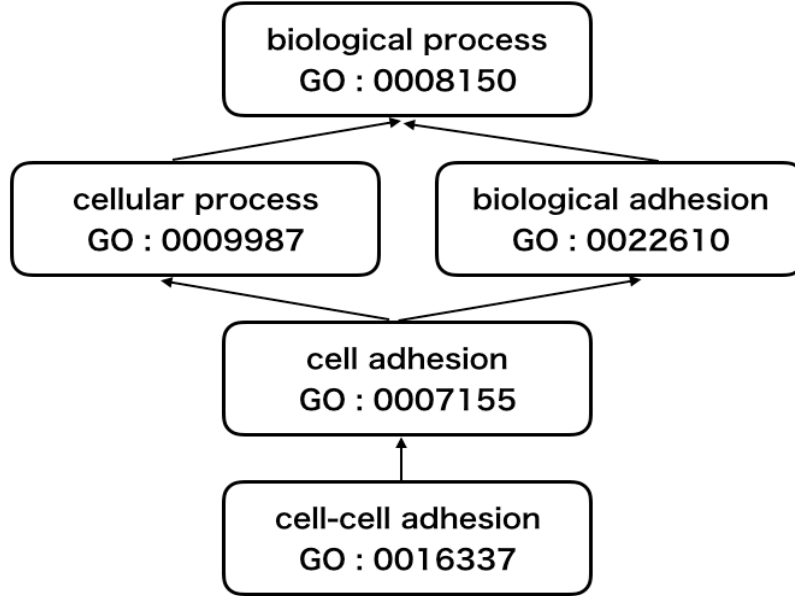 biological process
GO : 0008150
cellular process
GO : 0009987
biological adhesion
GO : 0022610
cell adhesion
GO : 0007155
cell-cell adhesion
GO : 0016337